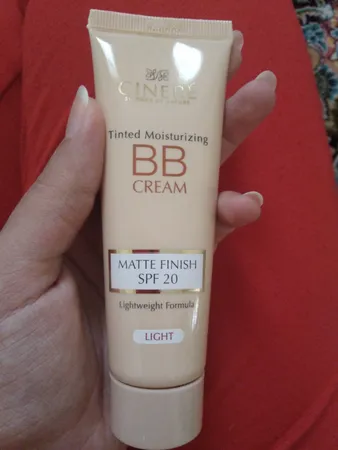 CINERE
Tinted Moisturizing
BB
CREAM
MATTE FINISH
SPF 20
Lightweight Formula
LIGHT